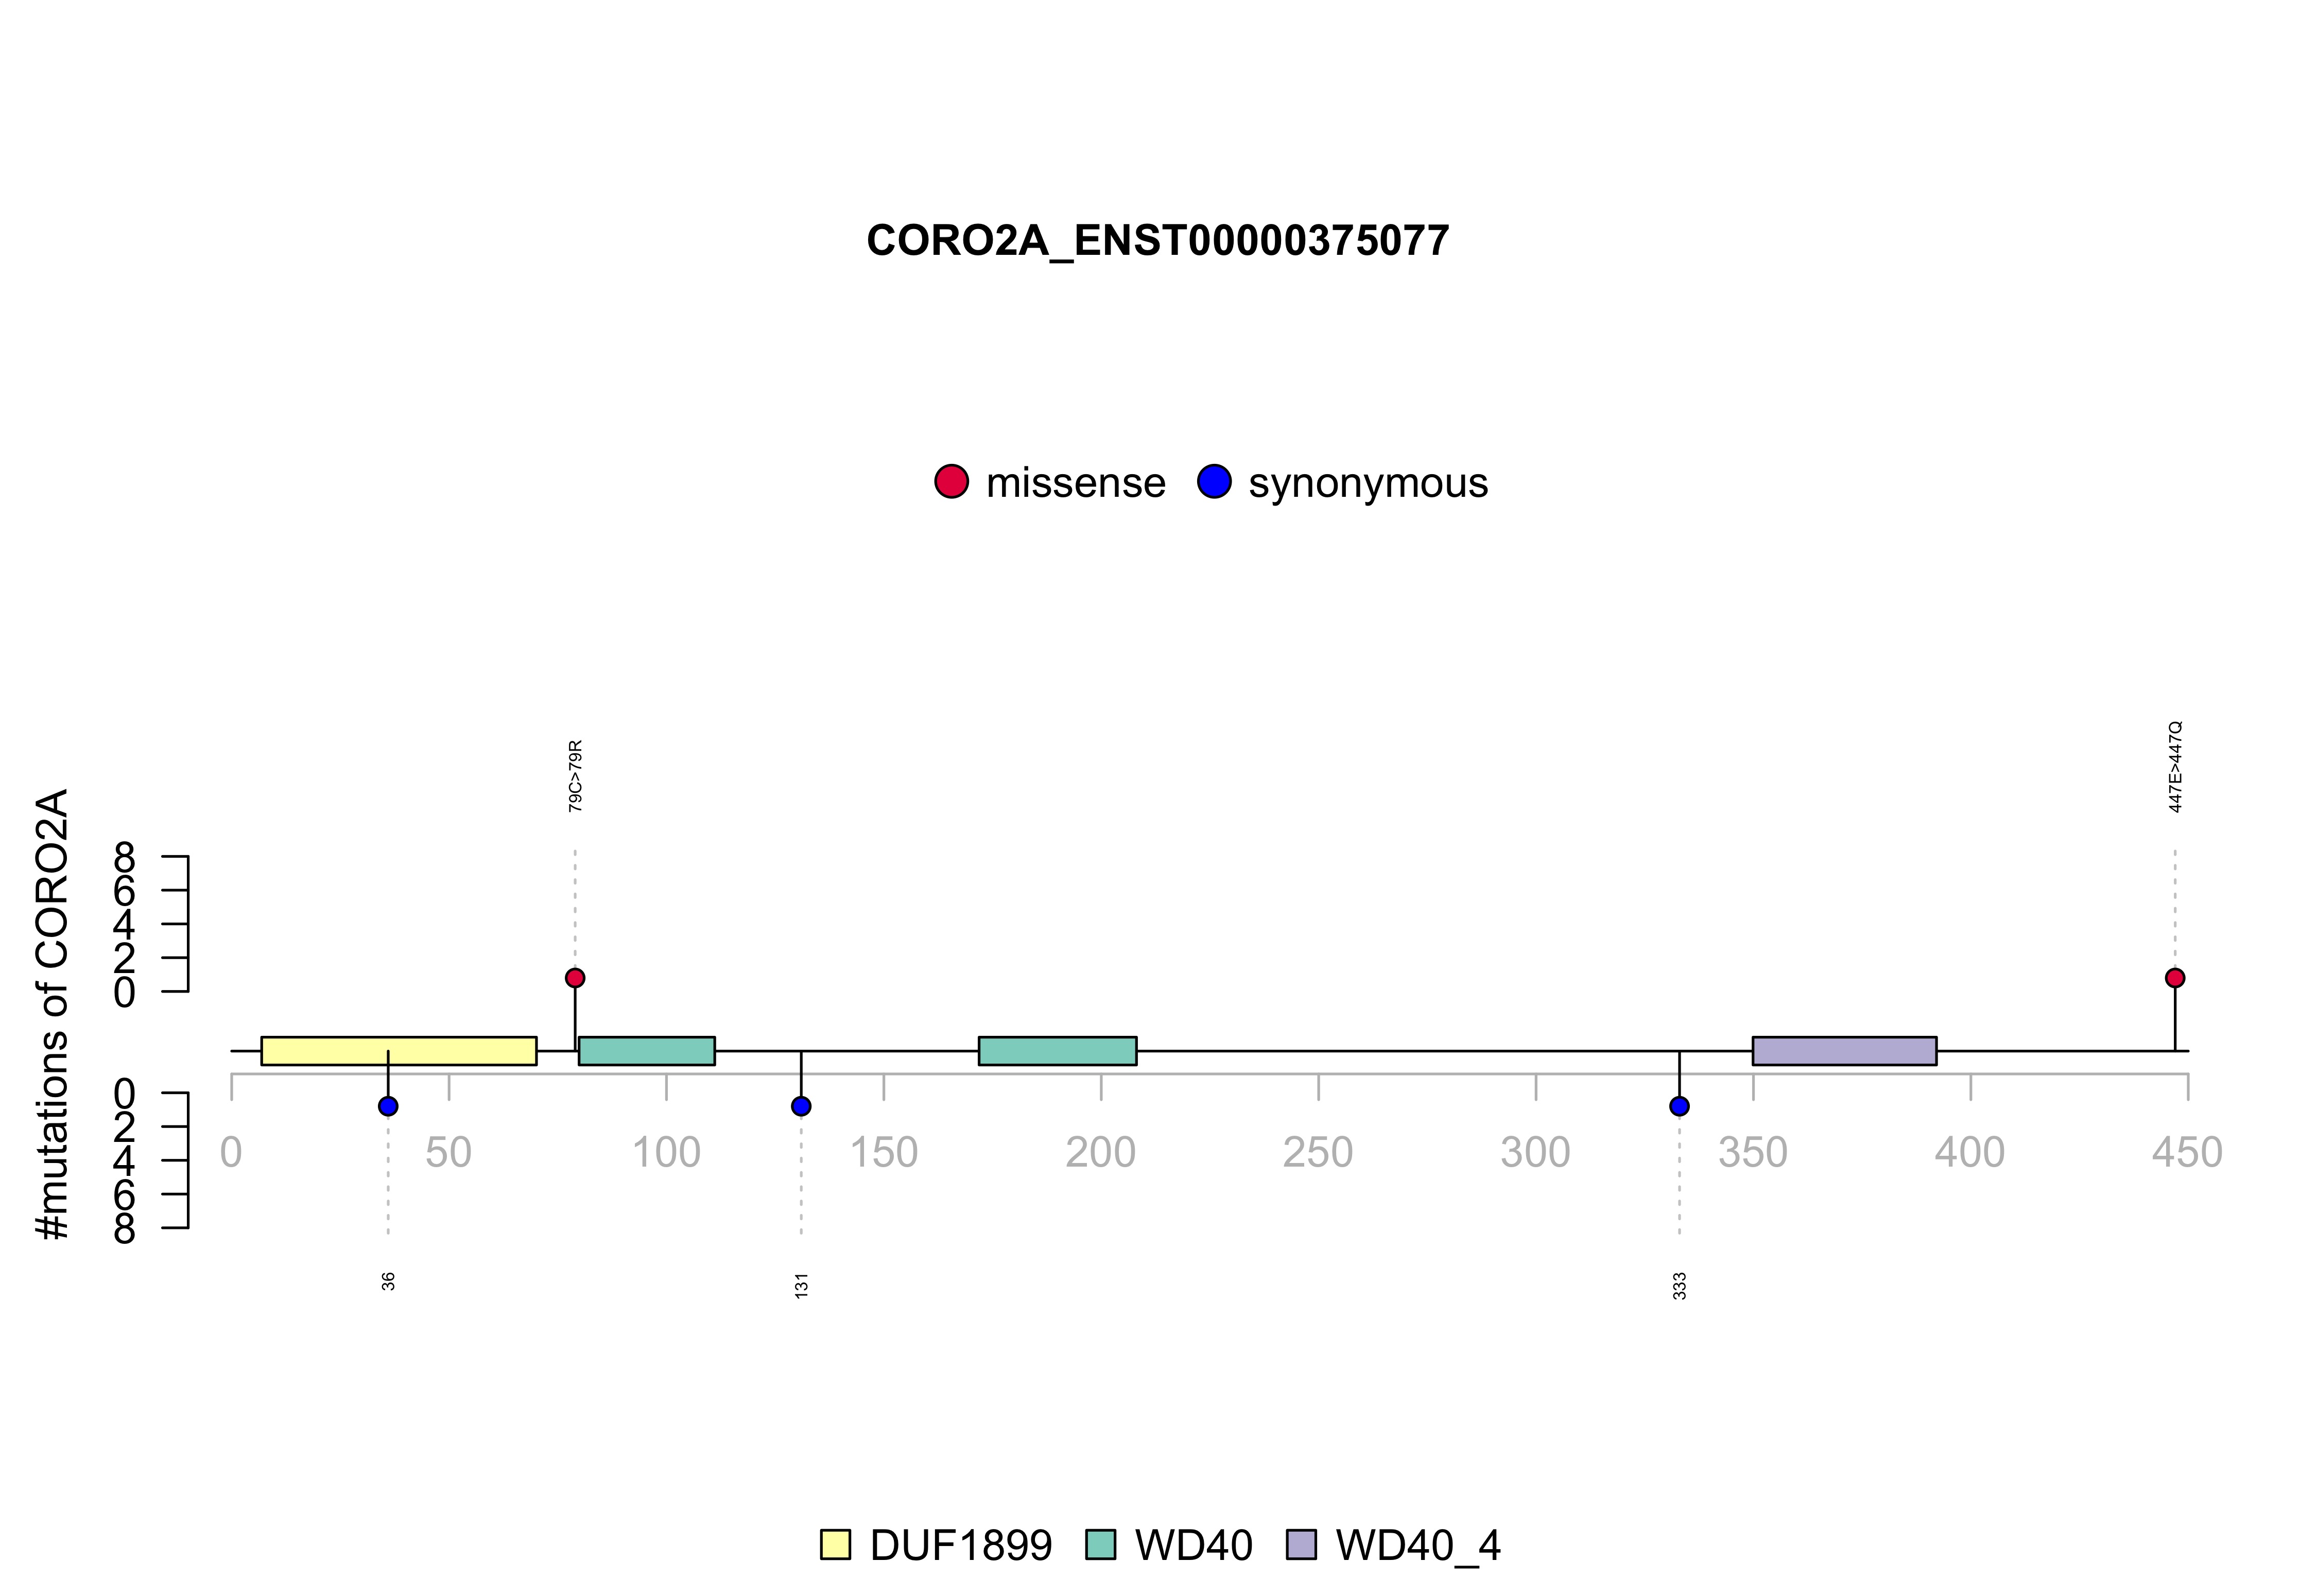 CORO2A_ENST00000375077
missense synonymous
79C>79R
447E>447Q
#mutations of CORO2A
8
6
4
2
0
0
2
4
6
8
0 50 100 150 200 250 300 350 400 450
36
131
333
DUF1899 WD40 WD40_4